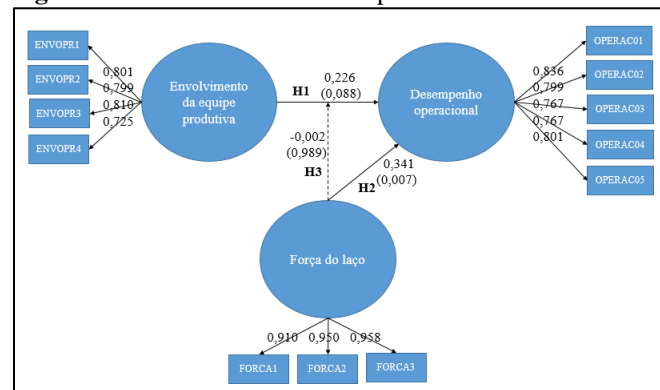 ENVOPR1
ENVOPR2
ENVOPR3
ENVOPR4
0,801
0,799
0,810
0,725
Envolvimento
da equipe
produtiva
H1
0,226
(0,088)
Desempenho
operacional
0,836
0,799
0,767
0,767
0,801
OPERAC01
OPERAC02
OPERAC03
OPERAC04
OPERAC05
-0,002
(0,989)
H3
0,341
(0,007)
H2
Força do laço
0,910
0,950
0,958
FORCA1
FORCA2
FORCA3